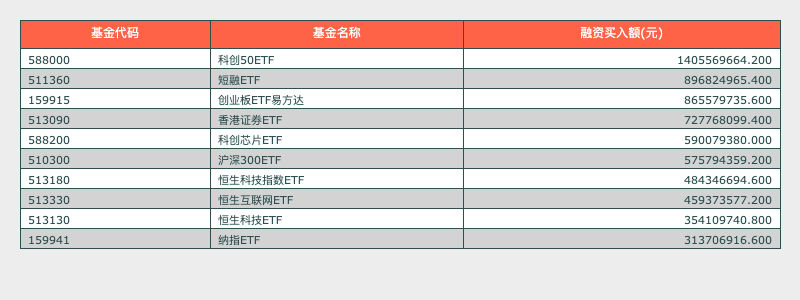 基金代码 基金名称 融资买入额(元)
588000 科创50ETF 1405569664.200
511360 短融ETF 896824965.400
159915 创业板ETF易方达 865579735.600
513090 香港证券ETF 727768099.400
588200 科创芯片ETF 590079380.000
510300 沪深300ETF 575794359.200
513180 恒生科技指数ETF 484346694.600
513330 恒生互联网ETF 459373577.200
513130 恒生科技ETF 354109740.800
159941 纳指ETF 313706916.600